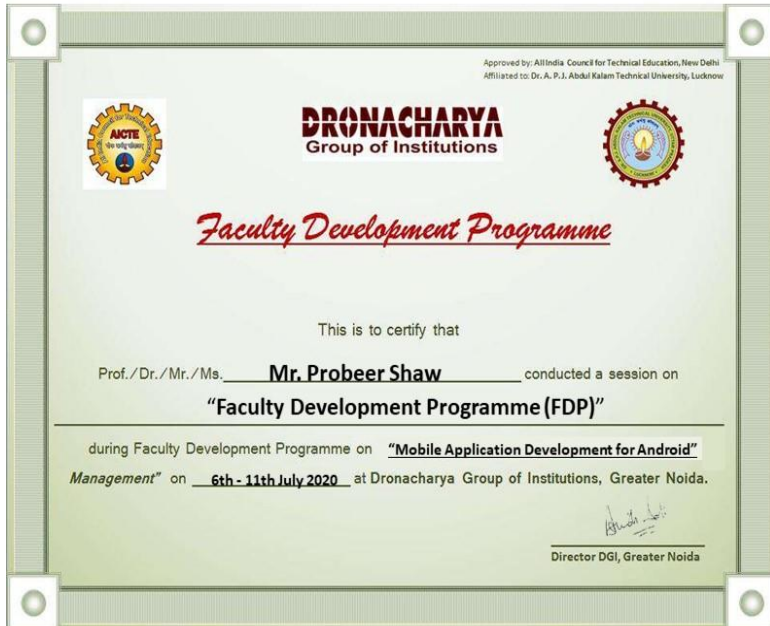 Approved by: All India Council for Technical Education, New Delhi
Affiliated to: Dr. A. P.J. Abdul Kalam Technical University, Lucknow
AICTE
DRONACHARYA
Group of Institutions
LUCKNOW
Faculty Development Programme
This is to certify that
Prof./Dr./Mr./Ms. Mr. Probeer Shaw conducted a session on
“Faculty Development Programme (FDP)”
during Faculty Development Programme on “Mobile Application Development for Android”
Management” on 6th - 11th July 2020 at Dronacharya Group of Institutions, Greater Noida.
Director DGI, Greater Noida